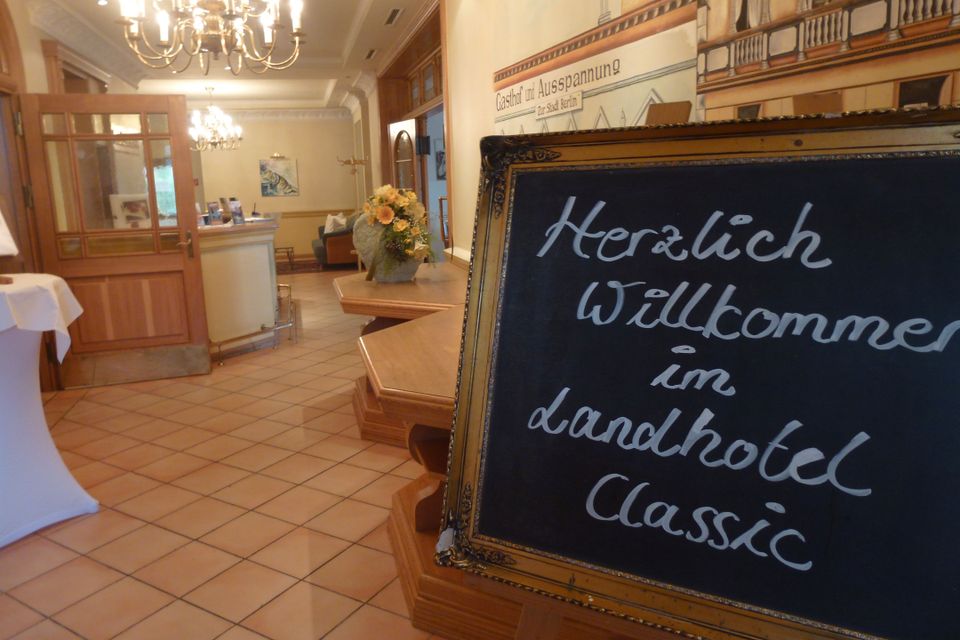 Gasthof und Ausspannung
Zur Stadt Berlin
Herzlich
Willkommen
im
Landhotel
Classic